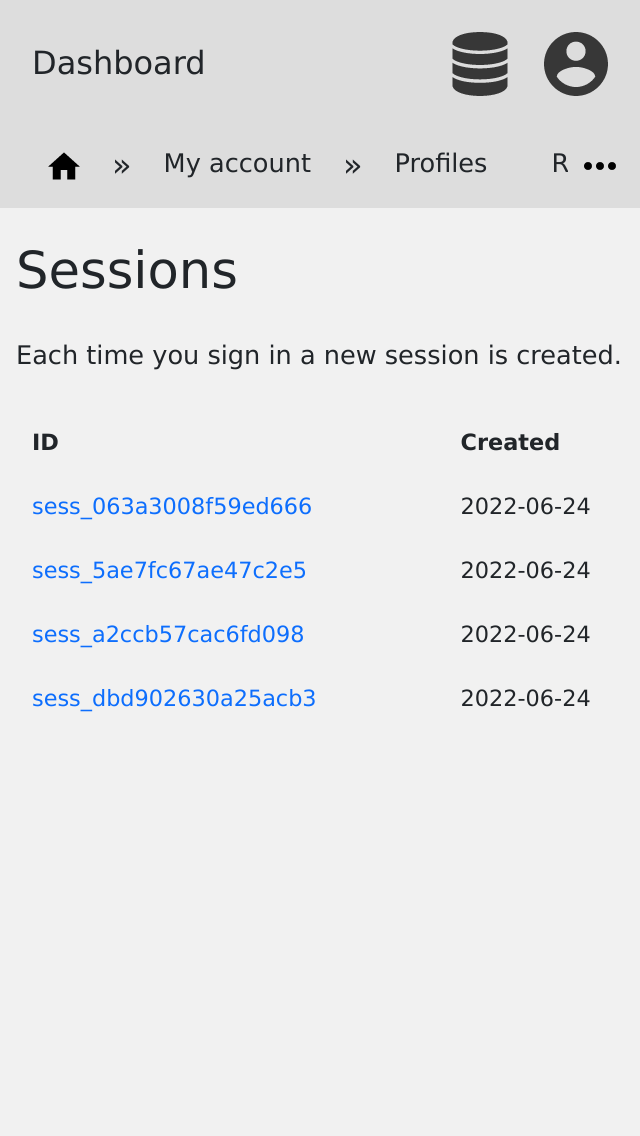 Dashboard
» My account » Profiles R
Sessions
Each time you sign in a new session is created.
ID Created
sess_063a3008f59ed666 2022-06-24
sess_5ae7fc67ae47c2e5 2022-06-24
sess_a2ccb57cac6fd098 2022-06-24
sess_dbd902630a25acb3 2022-06-24